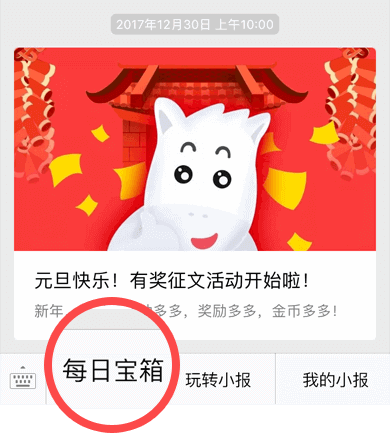 2017年12月30日 上午10:00
元旦快乐！有奖征文活动开始啦！
新年 动多多，奖励多多，金币多多！
每日宝箱
玩转小报
我的小报